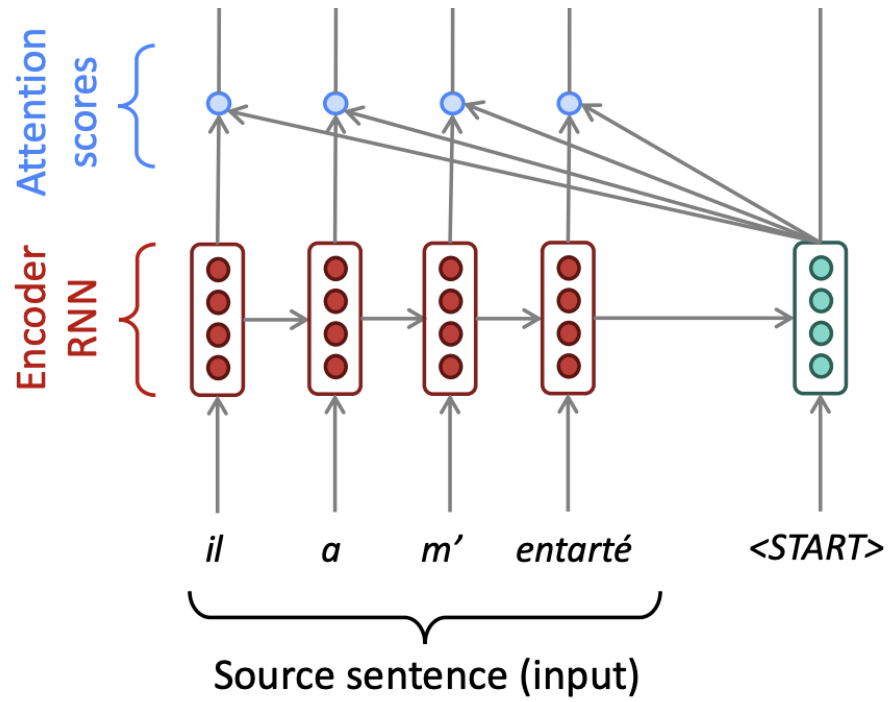 Attention
scores
Encoder
RNN
il a m’ entarté <START>
Source sentence (input)